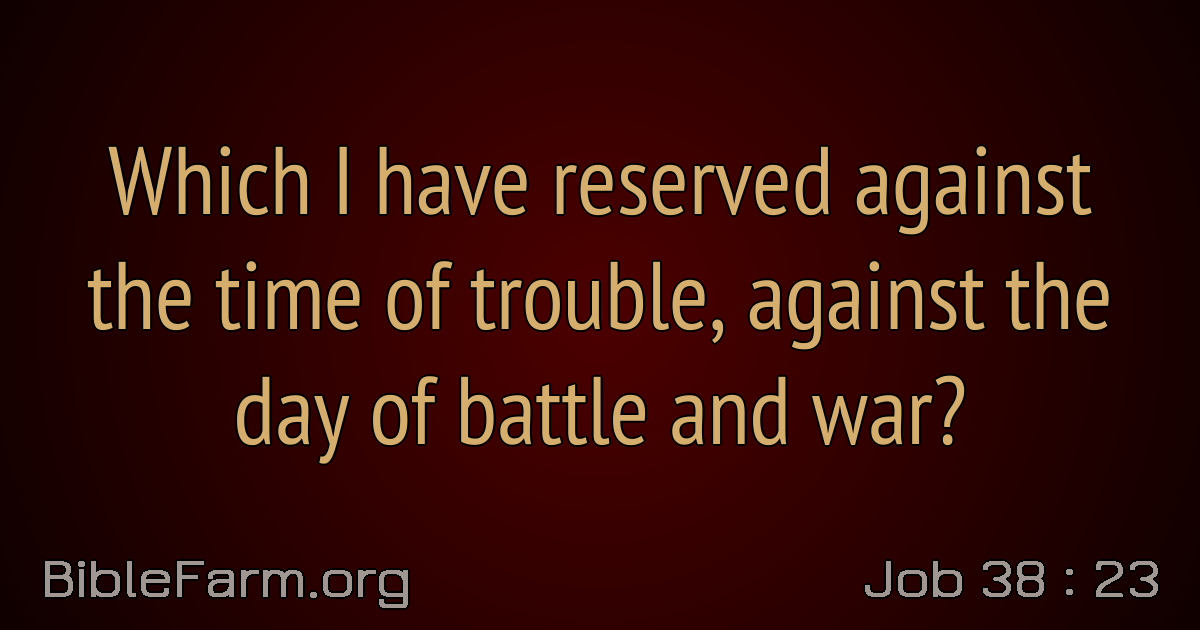 Which I have reserved against
the time of trouble, against the
day of battle and war?
BibleFarm.org
Job 38 : 23